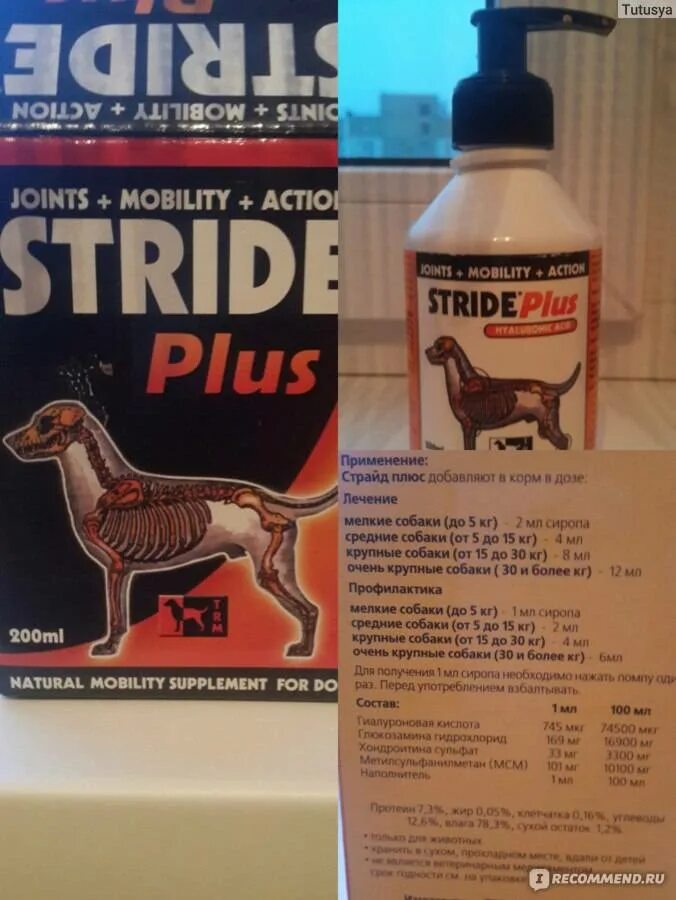 Tutusya
Plus
STRIDE
JOINTS + MOBILITY + ACTION
JOINTS + MOBILITY + ACTIO
STRIDE
Plus
200ml
TRM
NATURAL MOBILITY SUPPLEMENT FOR DO
JOINTS + MOBILITY + ACTION
STRIDE Plus
HYALURONIC ACID
Применение:
Страйд плюс добавляют в корм в дозе:
Лечение
мелкие собаки (до 5 кг) - 2 мл сиропа
средние собаки (от 5 до 15 кг) - 4 мл
крупные собаки (от 15 до 30 кг) - 8 мл
очень крупные собаки ( 30 и более кг) - 12 мл
Профилактика
мелкие собаки (до 5 кг) - 1 мл сиропа
средние собаки (от 5 до 15 кг) - 2 мл
крупные собаки (от 15 до 30 кг) - 4 мл
очень крупные собаки (30 и более кг) - 6мл
Для получения 1 мл сиропа необходимо нажать помпу оди
раз. Перед употреблением взбалтывать.
Состав: 1 мл 100 мл
Гиалуроновая кислота 745 мкг 74500 мкг
Глюкозамина гидрохлорид 169 мг 16900 мг
Хондроитина сульфат 33 мг 3300 мг
Метилсульфанилметан (МСМ) 101 мг 10100 мг
Наполнитель 1 мл 100 мл
Протеин 7,3%, жир 0,05%, клетчатка 0,16%, углеводы
12,6%, влага 78,3%, сухой остаток 1,2%.
• только для животных
• хранить в сухом, прохладном месте, вдали от детей
• не является ветеринарным
срок годности см. на упаковке
IRECOMMEND.RU